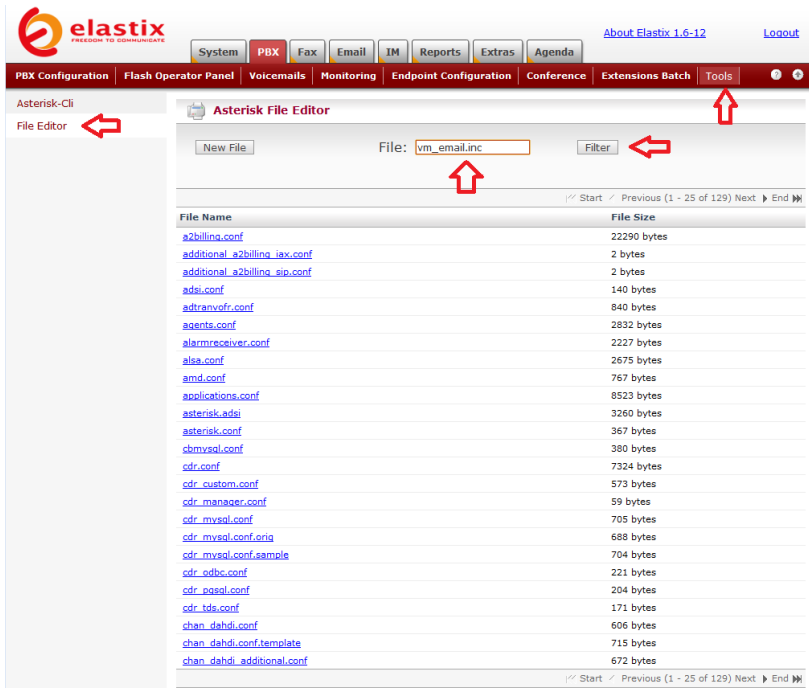 elastix
FREEDOM TO COMMUNICATE
About Elastix 1.6-12 Logout
System PBX Fax Email IM Reports Extras Agenda
PBX Configuration Flash Operator Panel Voicemails Monitoring Endpoint Configuration Conference Extensions Batch Tools ?
Asterisk-Cli
File Editor
Asterisk File Editor
New File File: vm_email.inc Filter
Start Previous (1 - 25 of 129) Next End
File Name File Size
a2billing.conf 22290 bytes
additional_a2billing_iax.conf 2 bytes
additional_a2billing_sip.conf 2 bytes
adsi.conf 140 bytes
adtranvofr.conf 840 bytes
agents.conf 2832 bytes
alarmreceiver.conf 2227 bytes
alsa.conf 2675 bytes
amd.conf 767 bytes
applications.conf 8523 bytes
asterisk.adsi 3260 bytes
asterisk.conf 367 bytes
cbmysql.conf 380 bytes
cdr.conf 7324 bytes
cdr_custom.conf 573 bytes
cdr_manager.conf 59 bytes
cdr_mysql.conf 705 bytes
cdr_mysql.conf.orig 688 bytes
cdr_mysql.conf.sample 704 bytes
cdr_odbc.conf 221 bytes
cdr_pgsql.conf 204 bytes
cdr_tds.conf 171 bytes
chan_dahdi.conf 606 bytes
chan_dahdi.conf.template 715 bytes
chan_dahdi_additional.conf 672 bytes
Start Previous (1 - 25 of 129) Next End